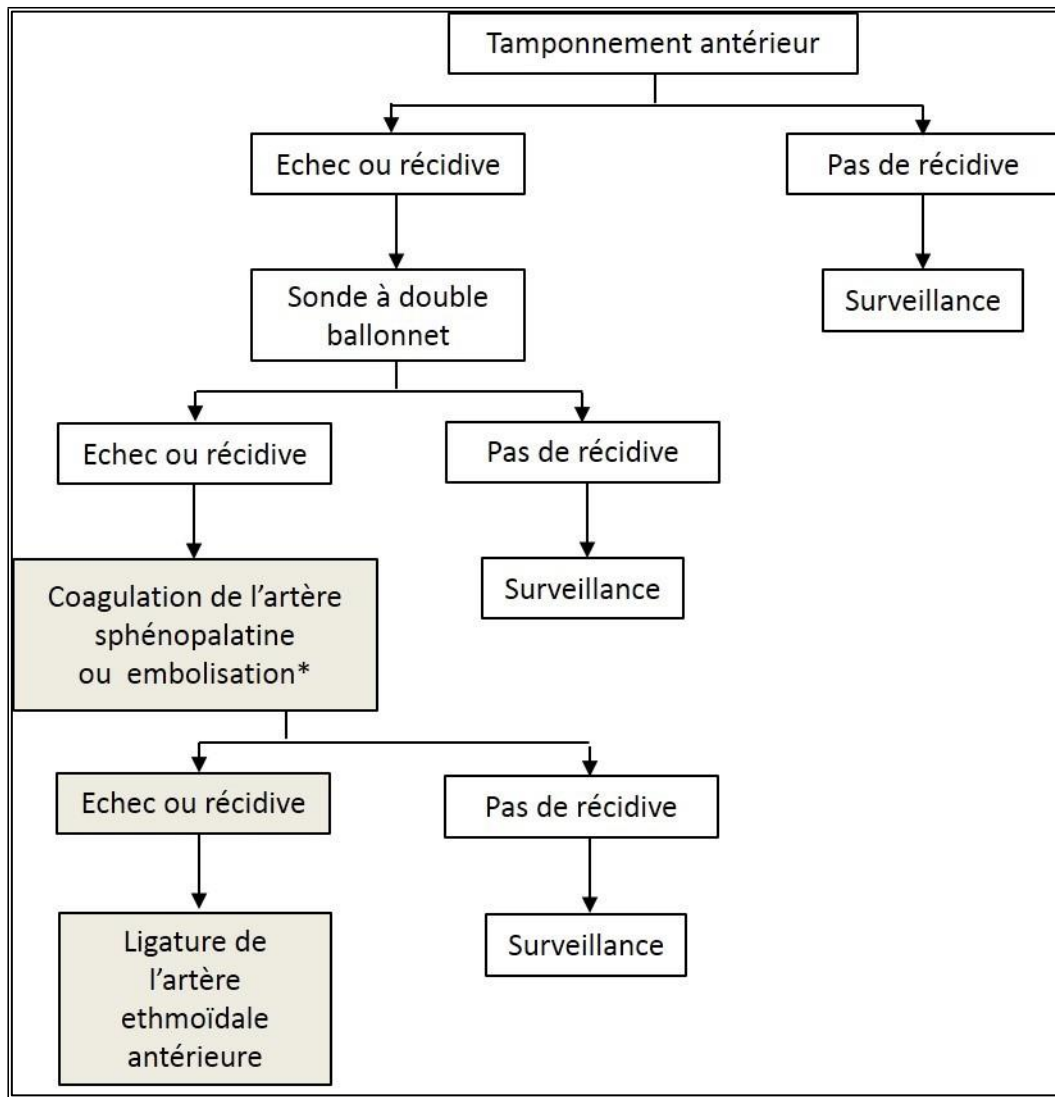 Tamponnement antérieur
Echec ou récidive
Pas de récidive
Sonde à double
ballonnet
Surveillance
Echec ou récidive
Pas de récidive
Coagulation de l'artère
sphénopalatine
ou embolisation*
Surveillance
Echec ou récidive
Pas de récidive
Ligature de
l'artère
ethmoïdale
antérieure
Surveillance